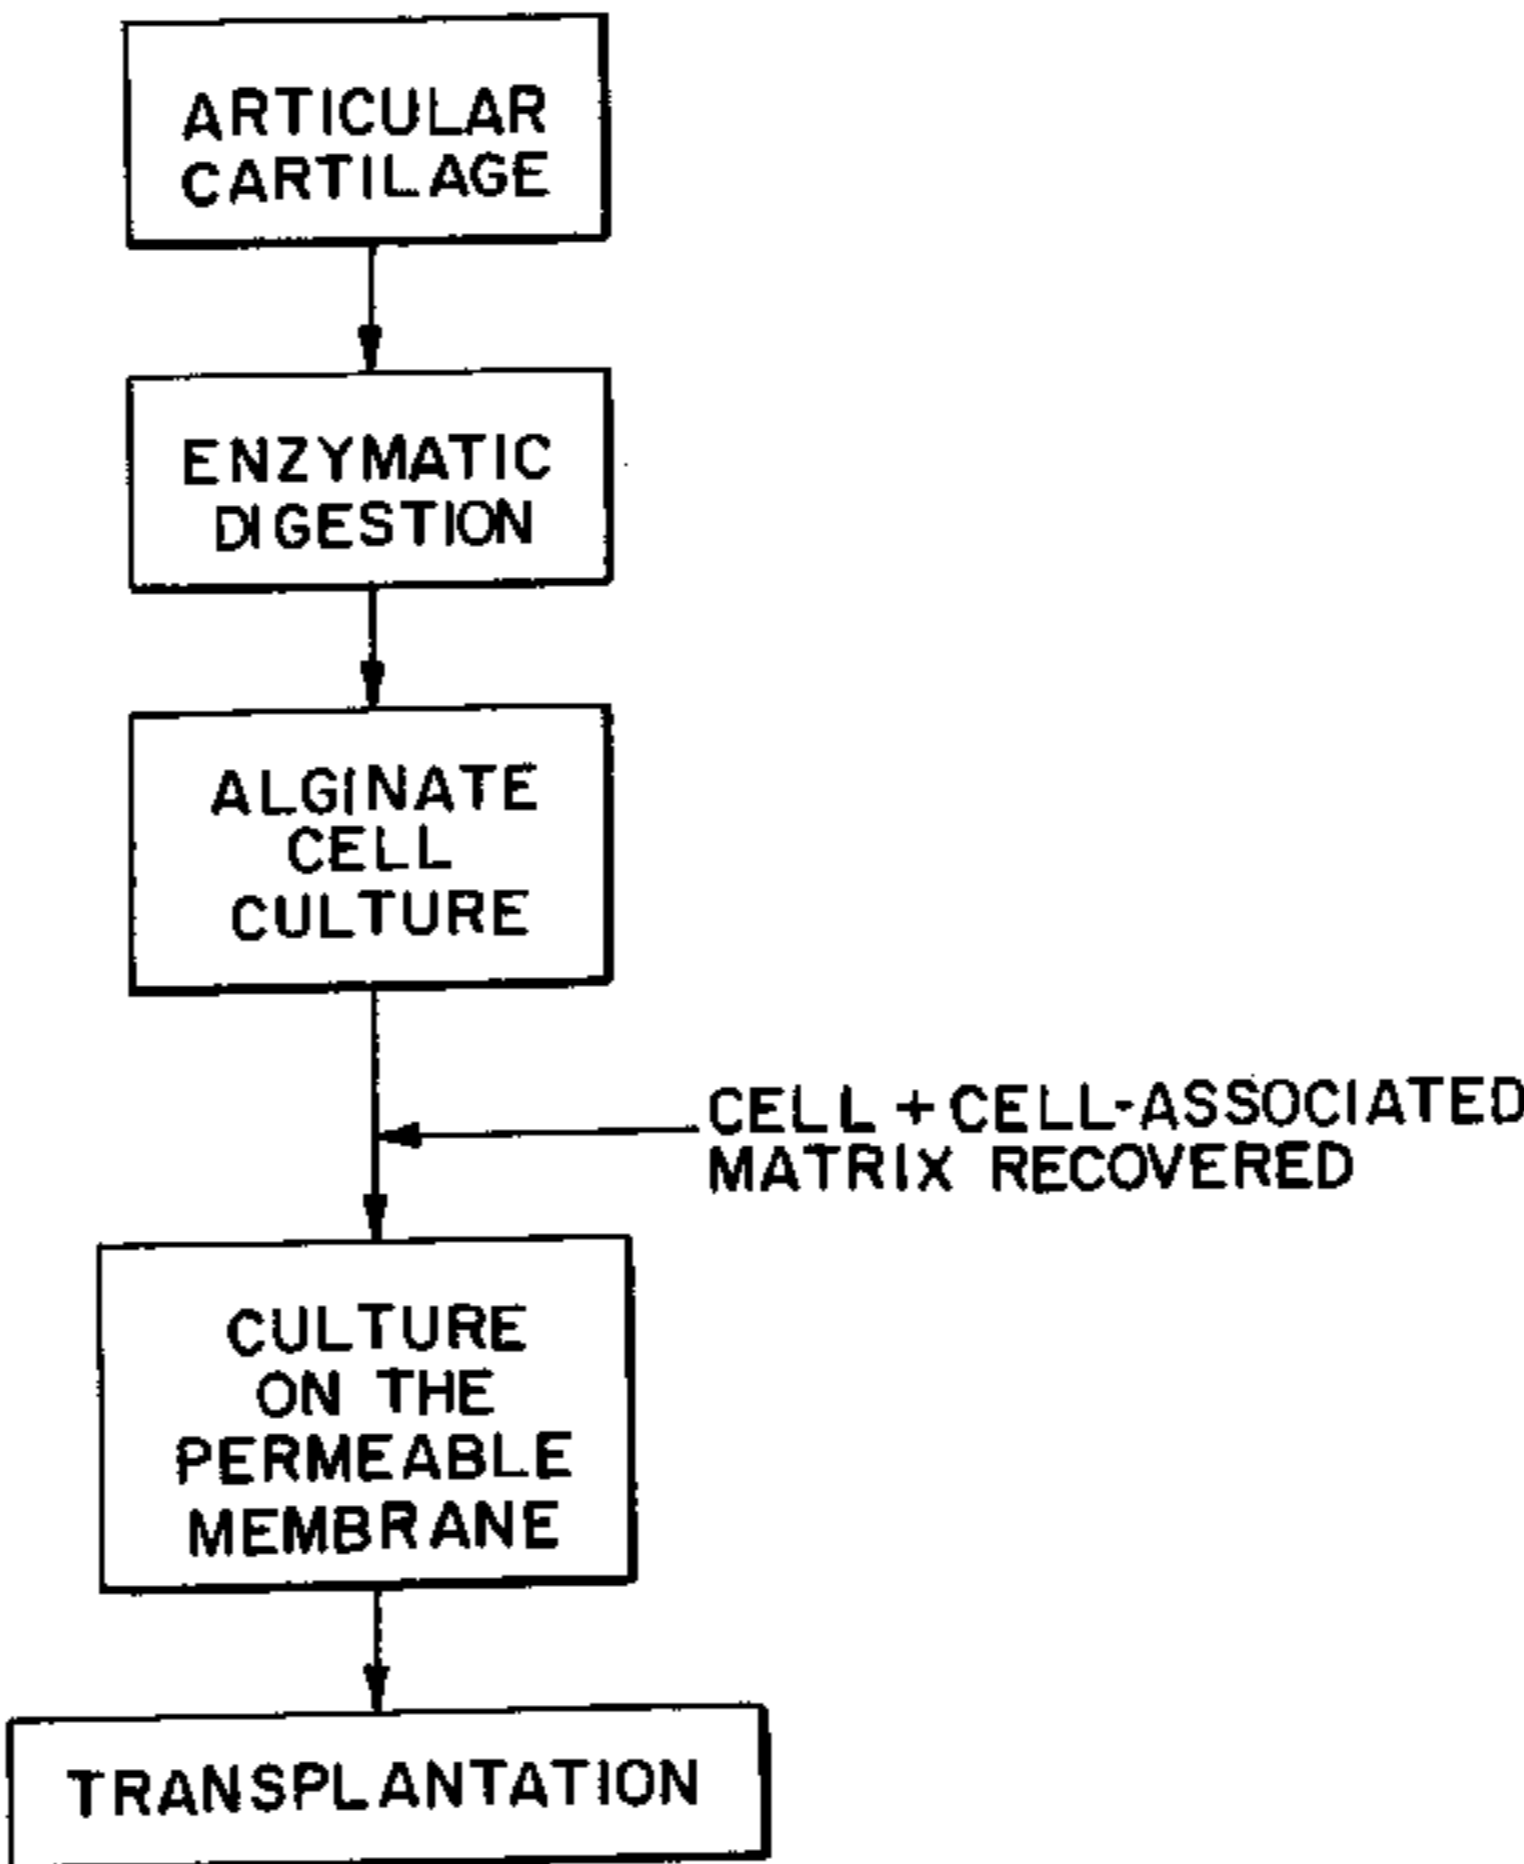 ARTICULAR
CARTILAGE
ENZYMATIC
DIGESTION
ALGINATE
CELL
CULTURE
CELL + CELL-ASSOCIATED
MATRIX RECOVERED
CULTURE
ON THE
PERMEABLE
MEMBRANE
TRANSPLANTATION